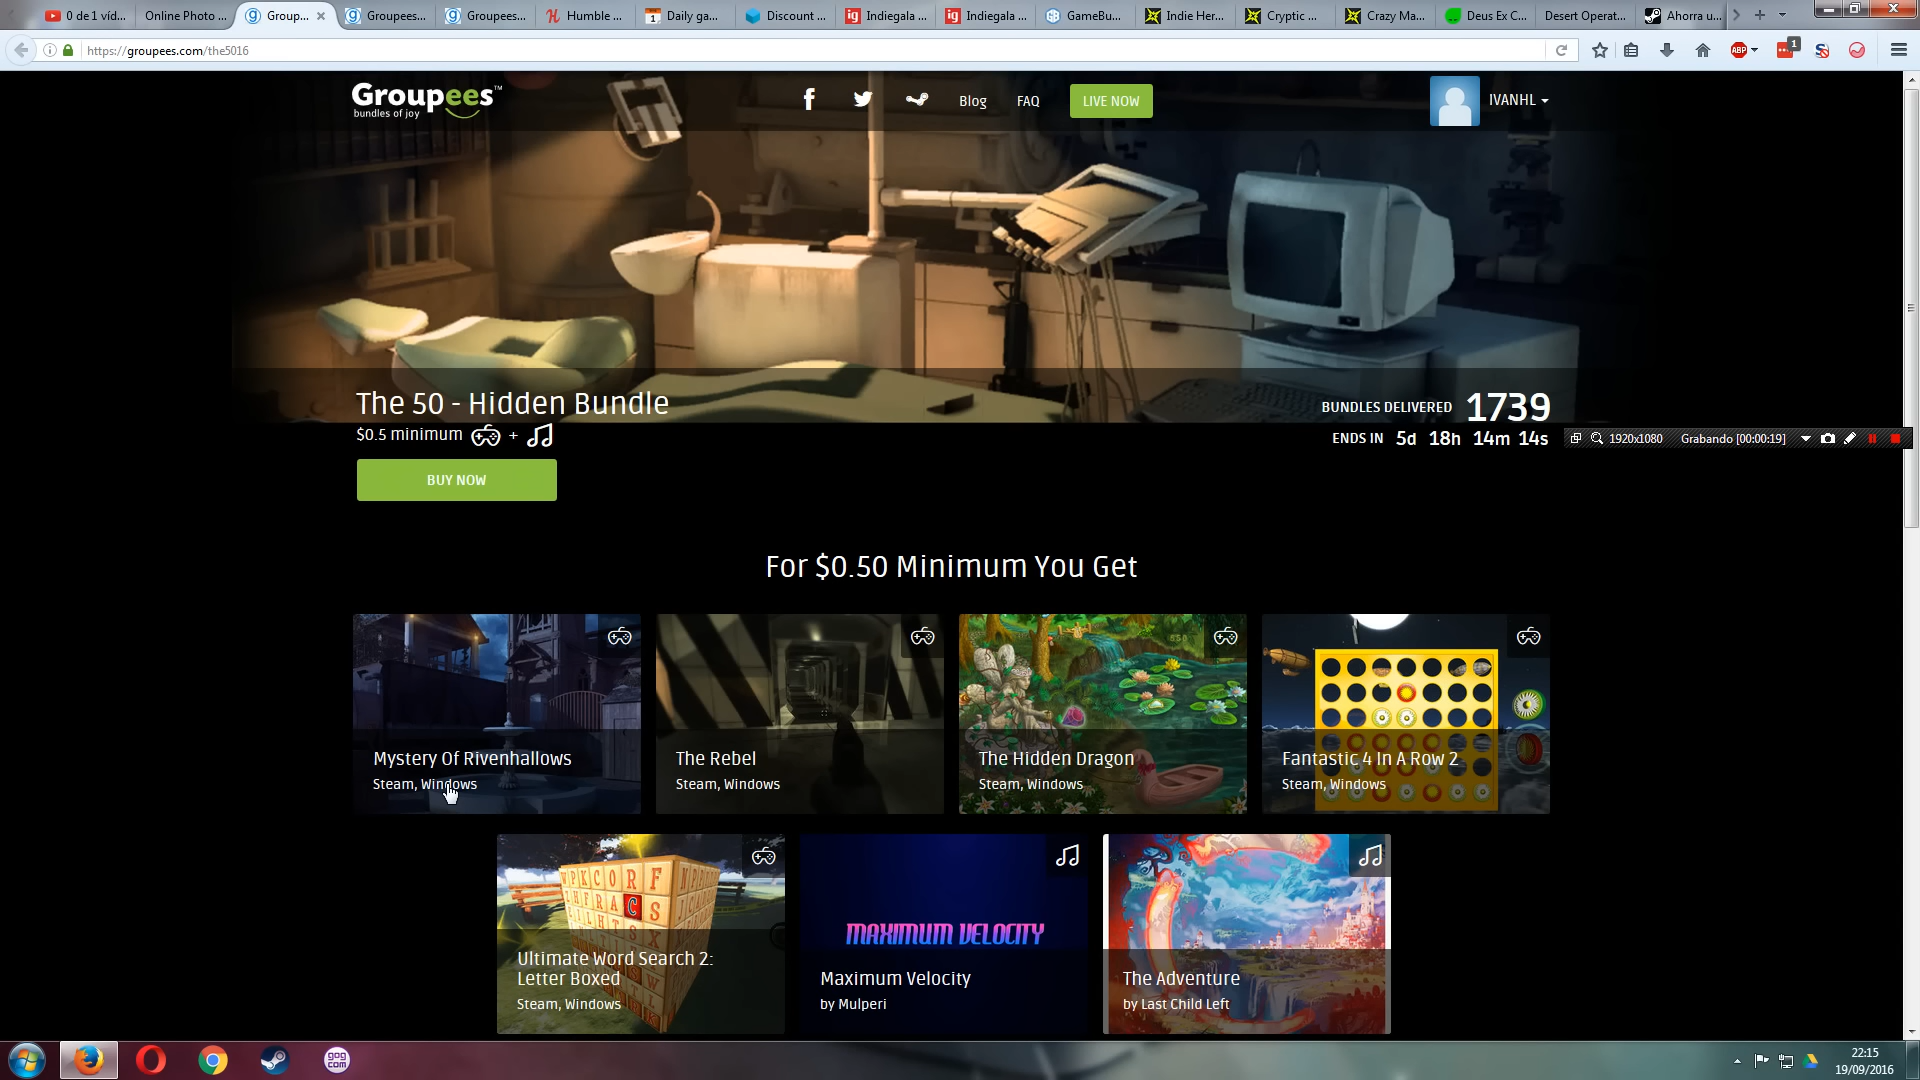 0 de 1 víd...
Online Photo ...
Group...
Groupees...
Groupees...
Humble ...
Daily ga...
Discount ...
Indiegala ...
Indiegala ...
GameBu...
Indie Her...
Cryptic ...
Crazy Ma...
Deus Ex C...
Desert Operat...
Ahorra u...
https://groupees.com/the5016
ABP
1
Groupees™
bundles of joy
Blog
FAQ
LIVE NOW
IVANHL
The 50 - Hidden Bundle
$0.5 minimum
+
BUNDLES DELIVERED 1739
ENDS IN 5d 18h 14m 14s
1920x1080
Grabando [00:00:19]
BUY NOW
For $0.50 Minimum You Get
Mystery Of Rivenhallows
Steam, Windows
The Rebel
Steam, Windows
The Hidden Dragon
Steam, Windows
Fantastic 4 In A Row 2
Steam, Windows
Ultimate Word Search 2:
Letter Boxed
Steam, Windows
MAXIMUM VELOCITY
Maximum Velocity
by Mulperi
The Adventure
by Last Child Left
gog
com
22:15
19/09/2016